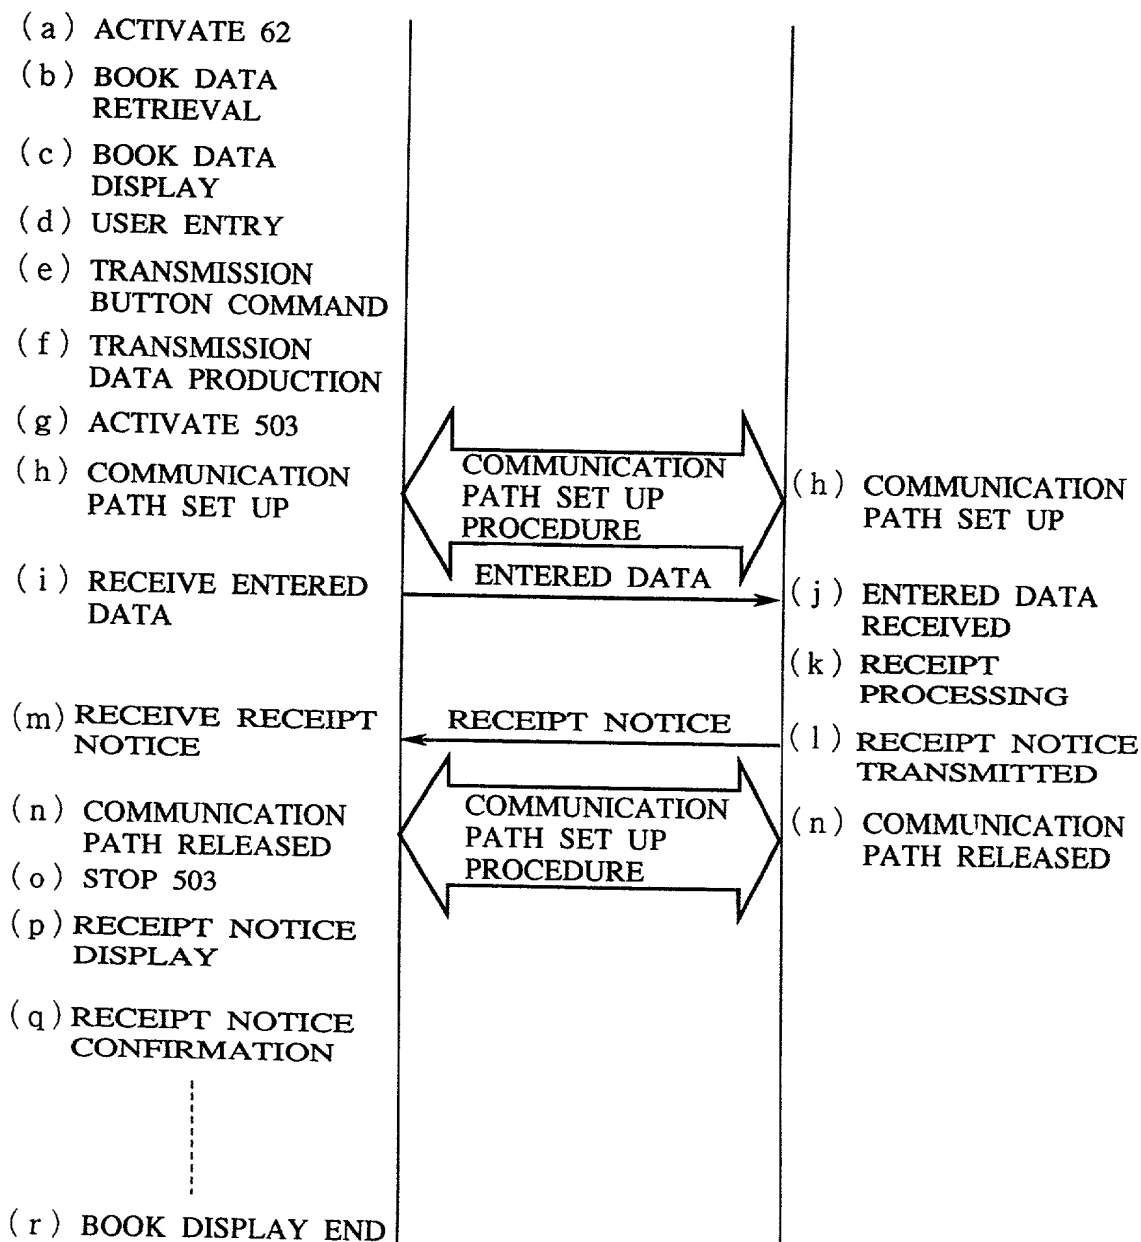 (a) ACTIVATE 62
(b) BOOK DATA
RETRIEVAL
(c) BOOK DATA
DISPLAY
(d) USER ENTRY
(e) TRANSMISSION
BUTTON COMMAND
(f) TRANSMISSION
DATA PRODUCTION
(g) ACTIVATE 503
(h) COMMUNICATION
PATH SET UP
COMMUNICATION
PATH SET UP
PROCEDURE
(h) COMMUNICATION
PATH SET UP
(i) RECEIVE ENTERED
DATA
ENTERED DATA
(j) ENTERED DATA
RECEIVED
(k) RECEIPT
PROCESSING
(m) RECEIVE RECEIPT
NOTICE
RECEIPT NOTICE
(l) RECEIPT NOTICE
TRANSMITTED
(n) COMMUNICATION
PATH RELEASED
COMMUNICATION
PATH SET UP
PROCEDURE
(n) COMMUNICATION
PATH RELEASED
(o) STOP 503
(p) RECEIPT NOTICE
DISPLAY
(q) RECEIPT NOTICE
CONFIRMATION
(r) BOOK DISPLAY END